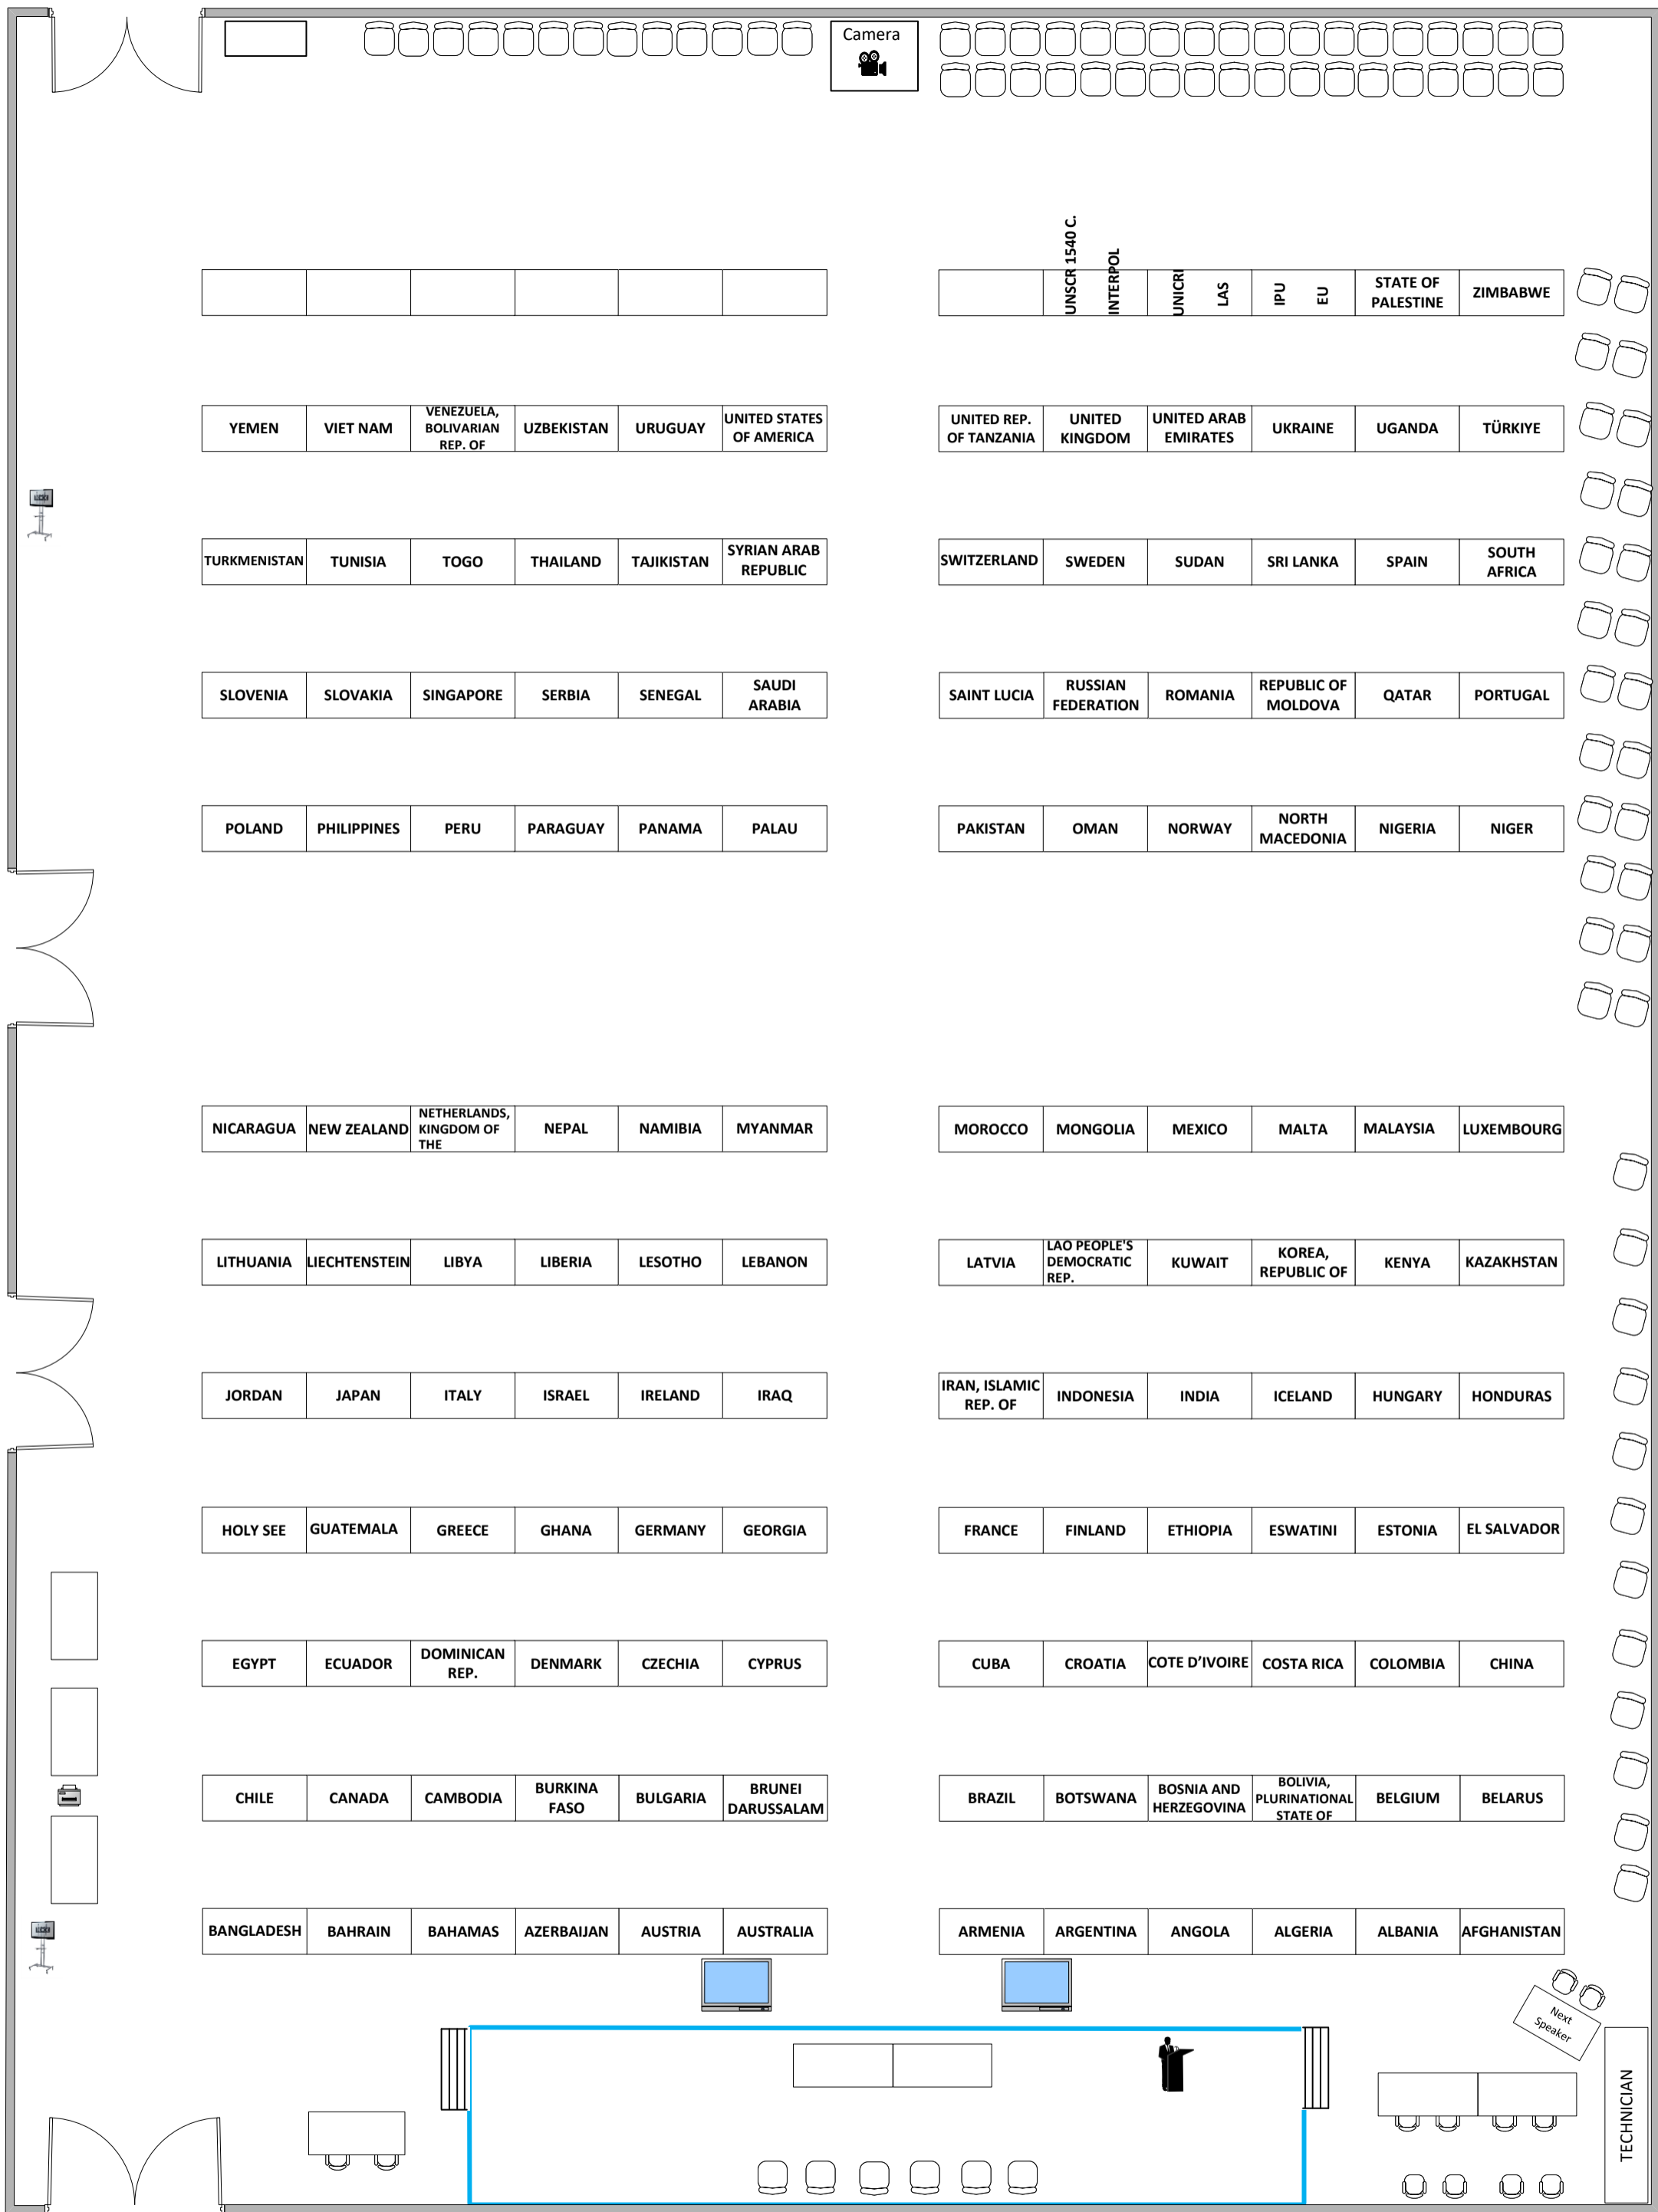 Camera
UNSCR 1540 C.
INTERPOL
UNICRI
LAS
IPU
EU
STATE OF
PALESTINE
ZIMBABWE
YEMEN
VIET NAM
VENEZUELA,
BOLIVARIAN
REP. OF
UZBEKISTAN
URUGUAY
UNITED STATES
OF AMERICA
UNITED REP.
OF TANZANIA
UNITED
KINGDOM
UNITED ARAB
EMIRATES
UKRAINE
UGANDA
TÜRKIYE
TURKMENISTAN
TUNISIA
TOGO
THAILAND
TAJIKISTAN
SYRIAN ARAB
REPUBLIC
SWITZERLAND
SWEDEN
SUDAN
SRI LANKA
SPAIN
SOUTH
AFRICA
SLOVENIA
SLOVAKIA
SINGAPORE
SERBIA
SENEGAL
SAUDI
ARABIA
SAINT LUCIA
RUSSIAN
FEDERATION
ROMANIA
REPUBLIC OF
MOLDOVA
QATAR
PORTUGAL
POLAND
PHILIPPINES
PERU
PARAGUAY
PANAMA
PALAU
PAKISTAN
OMAN
NORWAY
NORTH
MACEDONIA
NIGERIA
NIGER
NICARAGUA
NEW ZEALAND
NETHERLANDS,
KINGDOM OF
THE
NEPAL
NAMIBIA
MYANMAR
MOROCCO
MONGOLIA
MEXICO
MALTA
MALAYSIA
LUXEMBOURG
LITHUANIA
LIECHTENSTEIN
LIBYA
LIBERIA
LESOTHO
LEBANON
LATVIA
LAO PEOPLE'S
DEMOCRATIC
REP.
KUWAIT
KOREA,
REPUBLIC OF
KENYA
KAZAKHSTAN
JORDAN
JAPAN
ITALY
ISRAEL
IRELAND
IRAQ
IRAN, ISLAMIC
REP. OF
INDONESIA
INDIA
ICELAND
HUNGARY
HONDURAS
HOLY SEE
GUATEMALA
GREECE
GHANA
GERMANY
GEORGIA
FRANCE
FINLAND
ETHIOPIA
ESWATINI
ESTONIA
EL SALVADOR
EGYPT
ECUADOR
DOMINICAN
REP.
DENMARK
CZECHIA
CYPRUS
CUBA
CROATIA
COTE D’IVOIRE
COSTA RICA
COLOMBIA
CHINA
CHILE
CANADA
CAMBODIA
BURKINA
FASO
BULGARIA
BRUNEI
DARUSSALAM
BRAZIL
BOTSWANA
BOSNIA AND
HERZEGOVINA
BOLIVIA,
PLURINATIONAL
STATE OF
BELGIUM
BELARUS
BANGLADESH
BAHRAIN
BAHAMAS
AZERBAIJAN
AUSTRIA
AUSTRALIA
ARMENIA
ARGENTINA
ANGOLA
ALGERIA
ALBANIA
AFGHANISTAN
Next
Speaker
TECHNICIAN